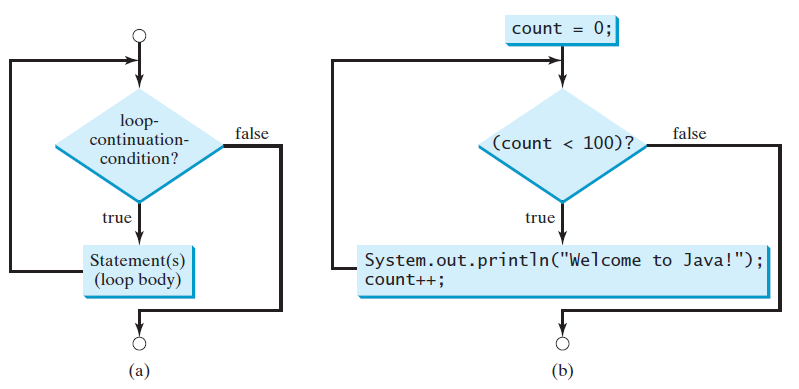 loop-
continuation-
condition?
false
true
Statement(s)
(loop body)
(a)
count = 0;
(count < 100)?
false
true
System.out.println("Welcome to Java!");
count++;
(b)